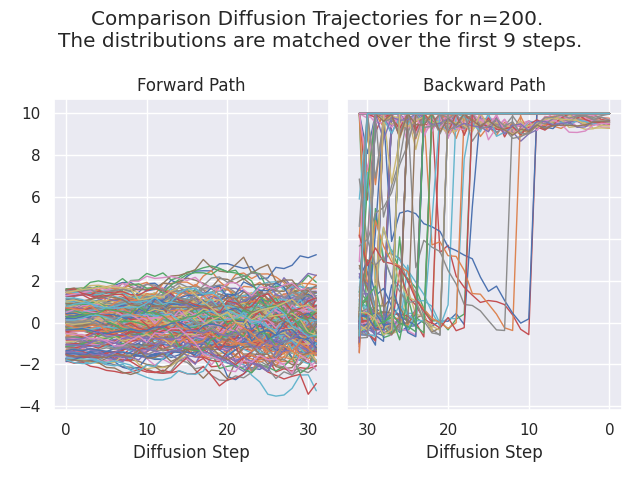 Comparison Diffusion Trajectories for n=200.
The distributions are matched over the first 9 steps.
Forward Path
Backward Path
10
8
6
4
2
0
−2
−4
0
10
20
30
30
20
10
0
Diffusion Step
Diffusion Step